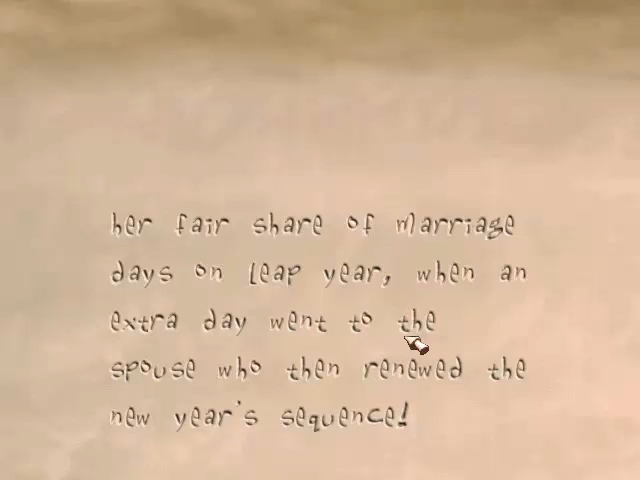 her fair share of marriage
days on leap year, when an
extra day went to the
spouse who then renewed the
new year's sequence!